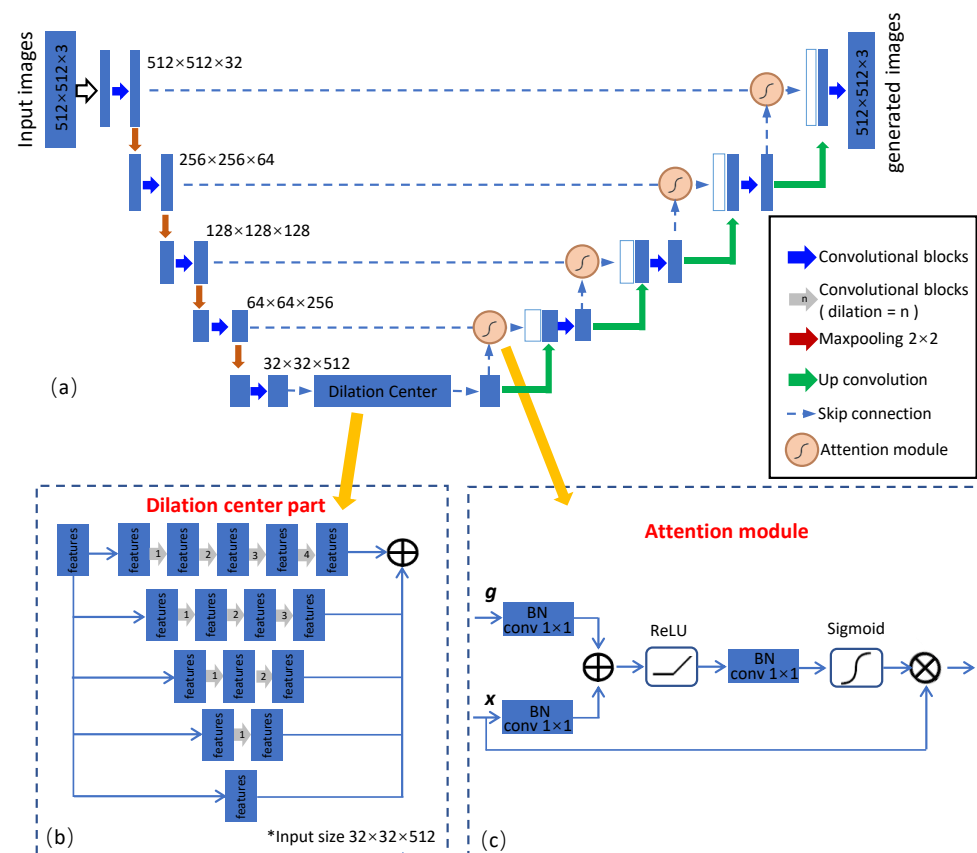 Input images
512×512×3
512×512×32
256×256×64
128×128×128
64×64×256
32×32×512
Dilation Center
512×512×3
generated images
(a)
Convolutional blocks
n
Convolutional blocks
( dilation = n )
Maxpooling 2×2
Up convolution
Skip connection
Attention module
Dilation center part
features
features
1
features
2
features
3
features
4
features
features
1
features
2
features
3
features
features
1
features
2
features
features
1
features
features
*Input size 32×32×512
(b)
Attention module
g
BN
conv 1×1
x
BN
conv 1×1
ReLU
BN
conv 1×1
Sigmoid
(c)